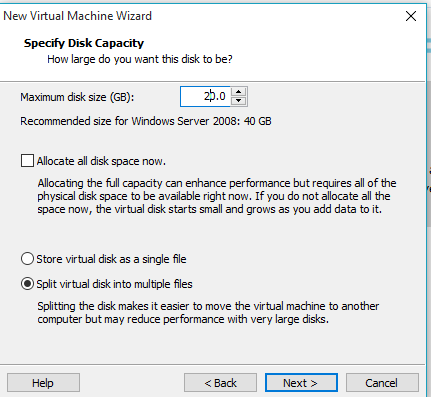 New Virtual Machine Wizard
Specify Disk Capacity
How large do you want this disk to be?
Maximum disk size (GB): 20.0
Recommended size for Windows Server 2008: 40 GB
Allocate all disk space now.
Allocating the full capacity can enhance performance but requires all of the
physical disk space to be available right now. If you do not allocate all the
space now, the virtual disk starts small and grows as you add data to it.
Store virtual disk as a single file
Split virtual disk into multiple files
Splitting the disk makes it easier to move the virtual machine to another
computer but may reduce performance with very large disks.
Help < Back Next > Cancel